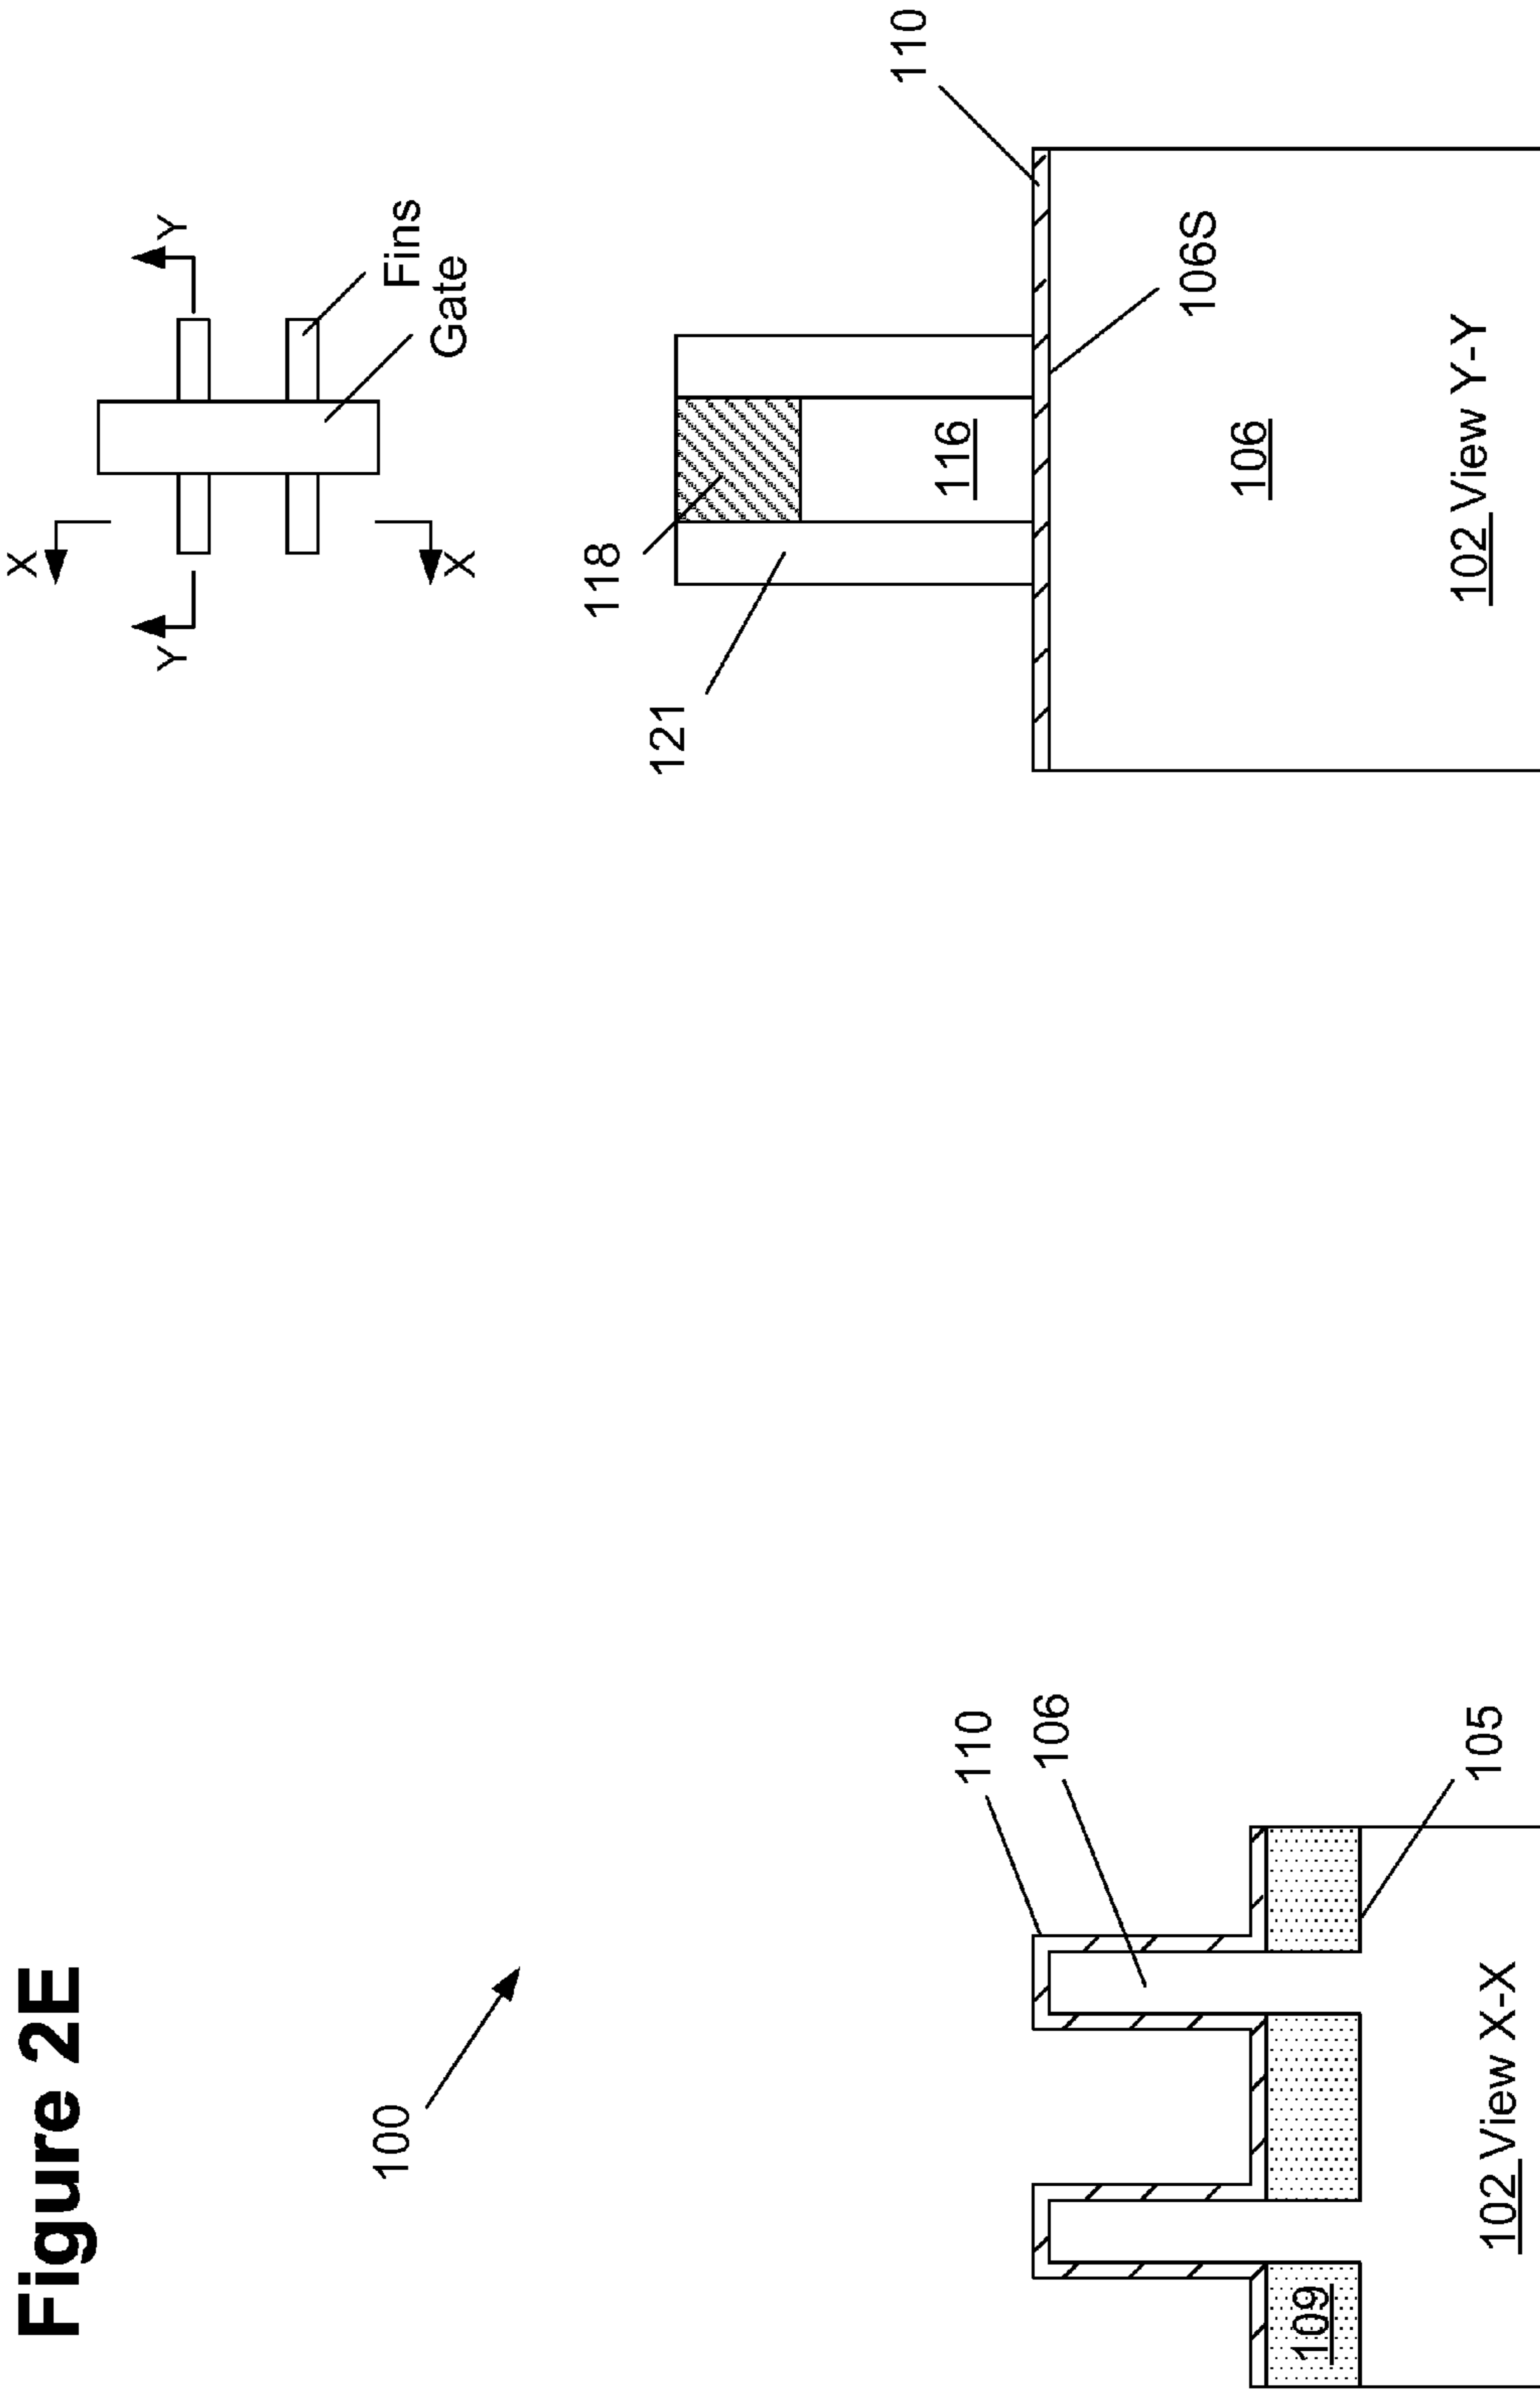 Figure 2E
100
X
X
Y
Y
Fins
Gate
110
106
109
105
102 View X-X
118
121
116
110
106S
106
102 View Y-Y